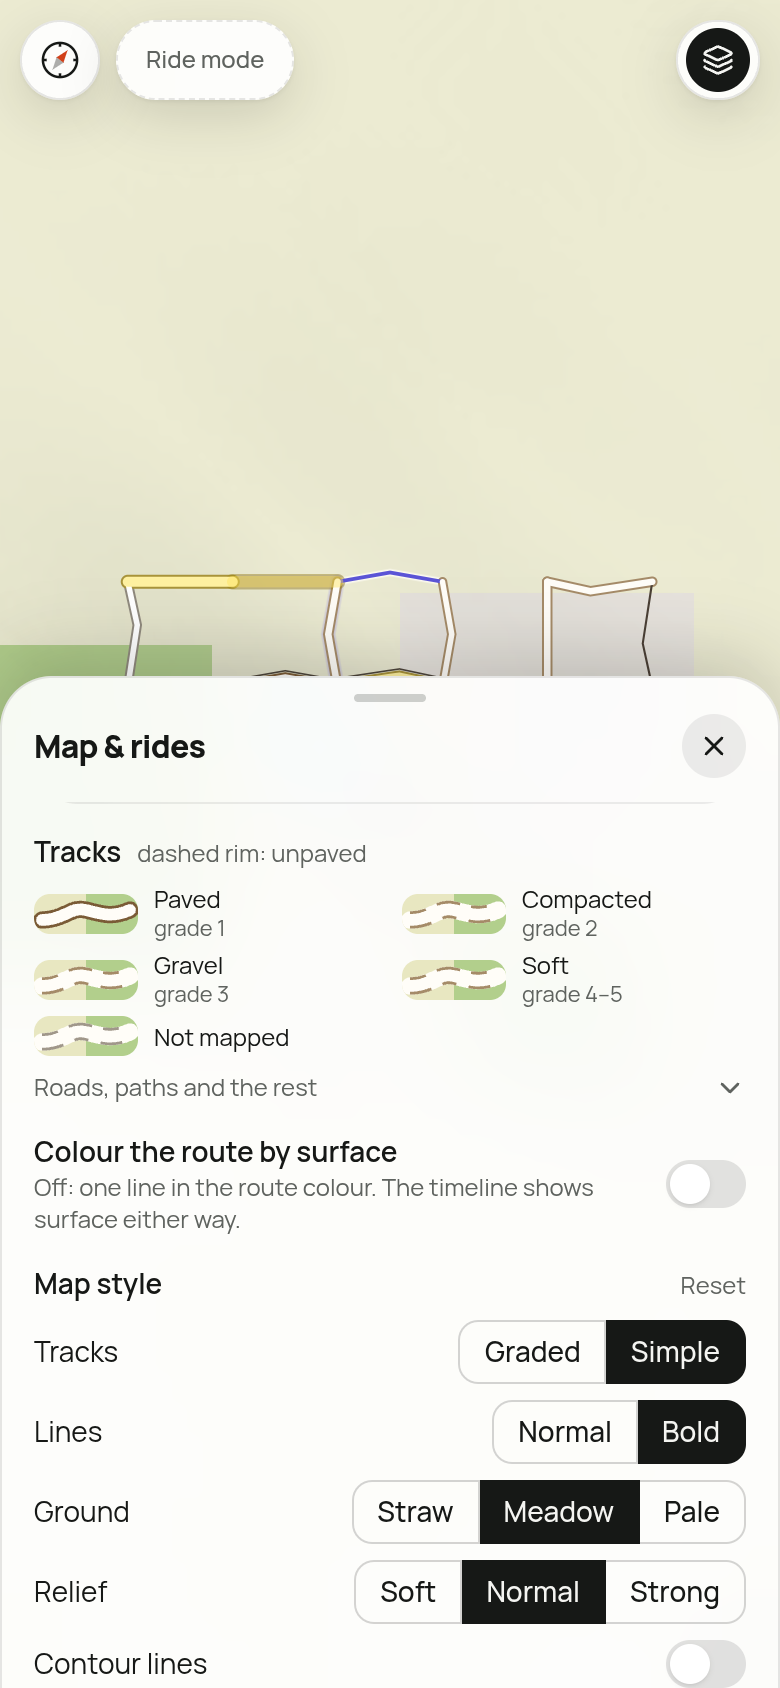 Ride mode
Map & rides
Tracks dashed rim: unpaved
Paved
grade 1
Compacted
grade 2
Gravel
grade 3
Soft
grade 4–5
Not mapped
Roads, paths and the rest
Colour the route by surface
Off: one line in the route colour. The timeline shows
surface either way.
Map style Reset
Tracks Graded Simple
Lines Normal Bold
Ground Straw Meadow Pale
Relief Soft Normal Strong
Contour lines